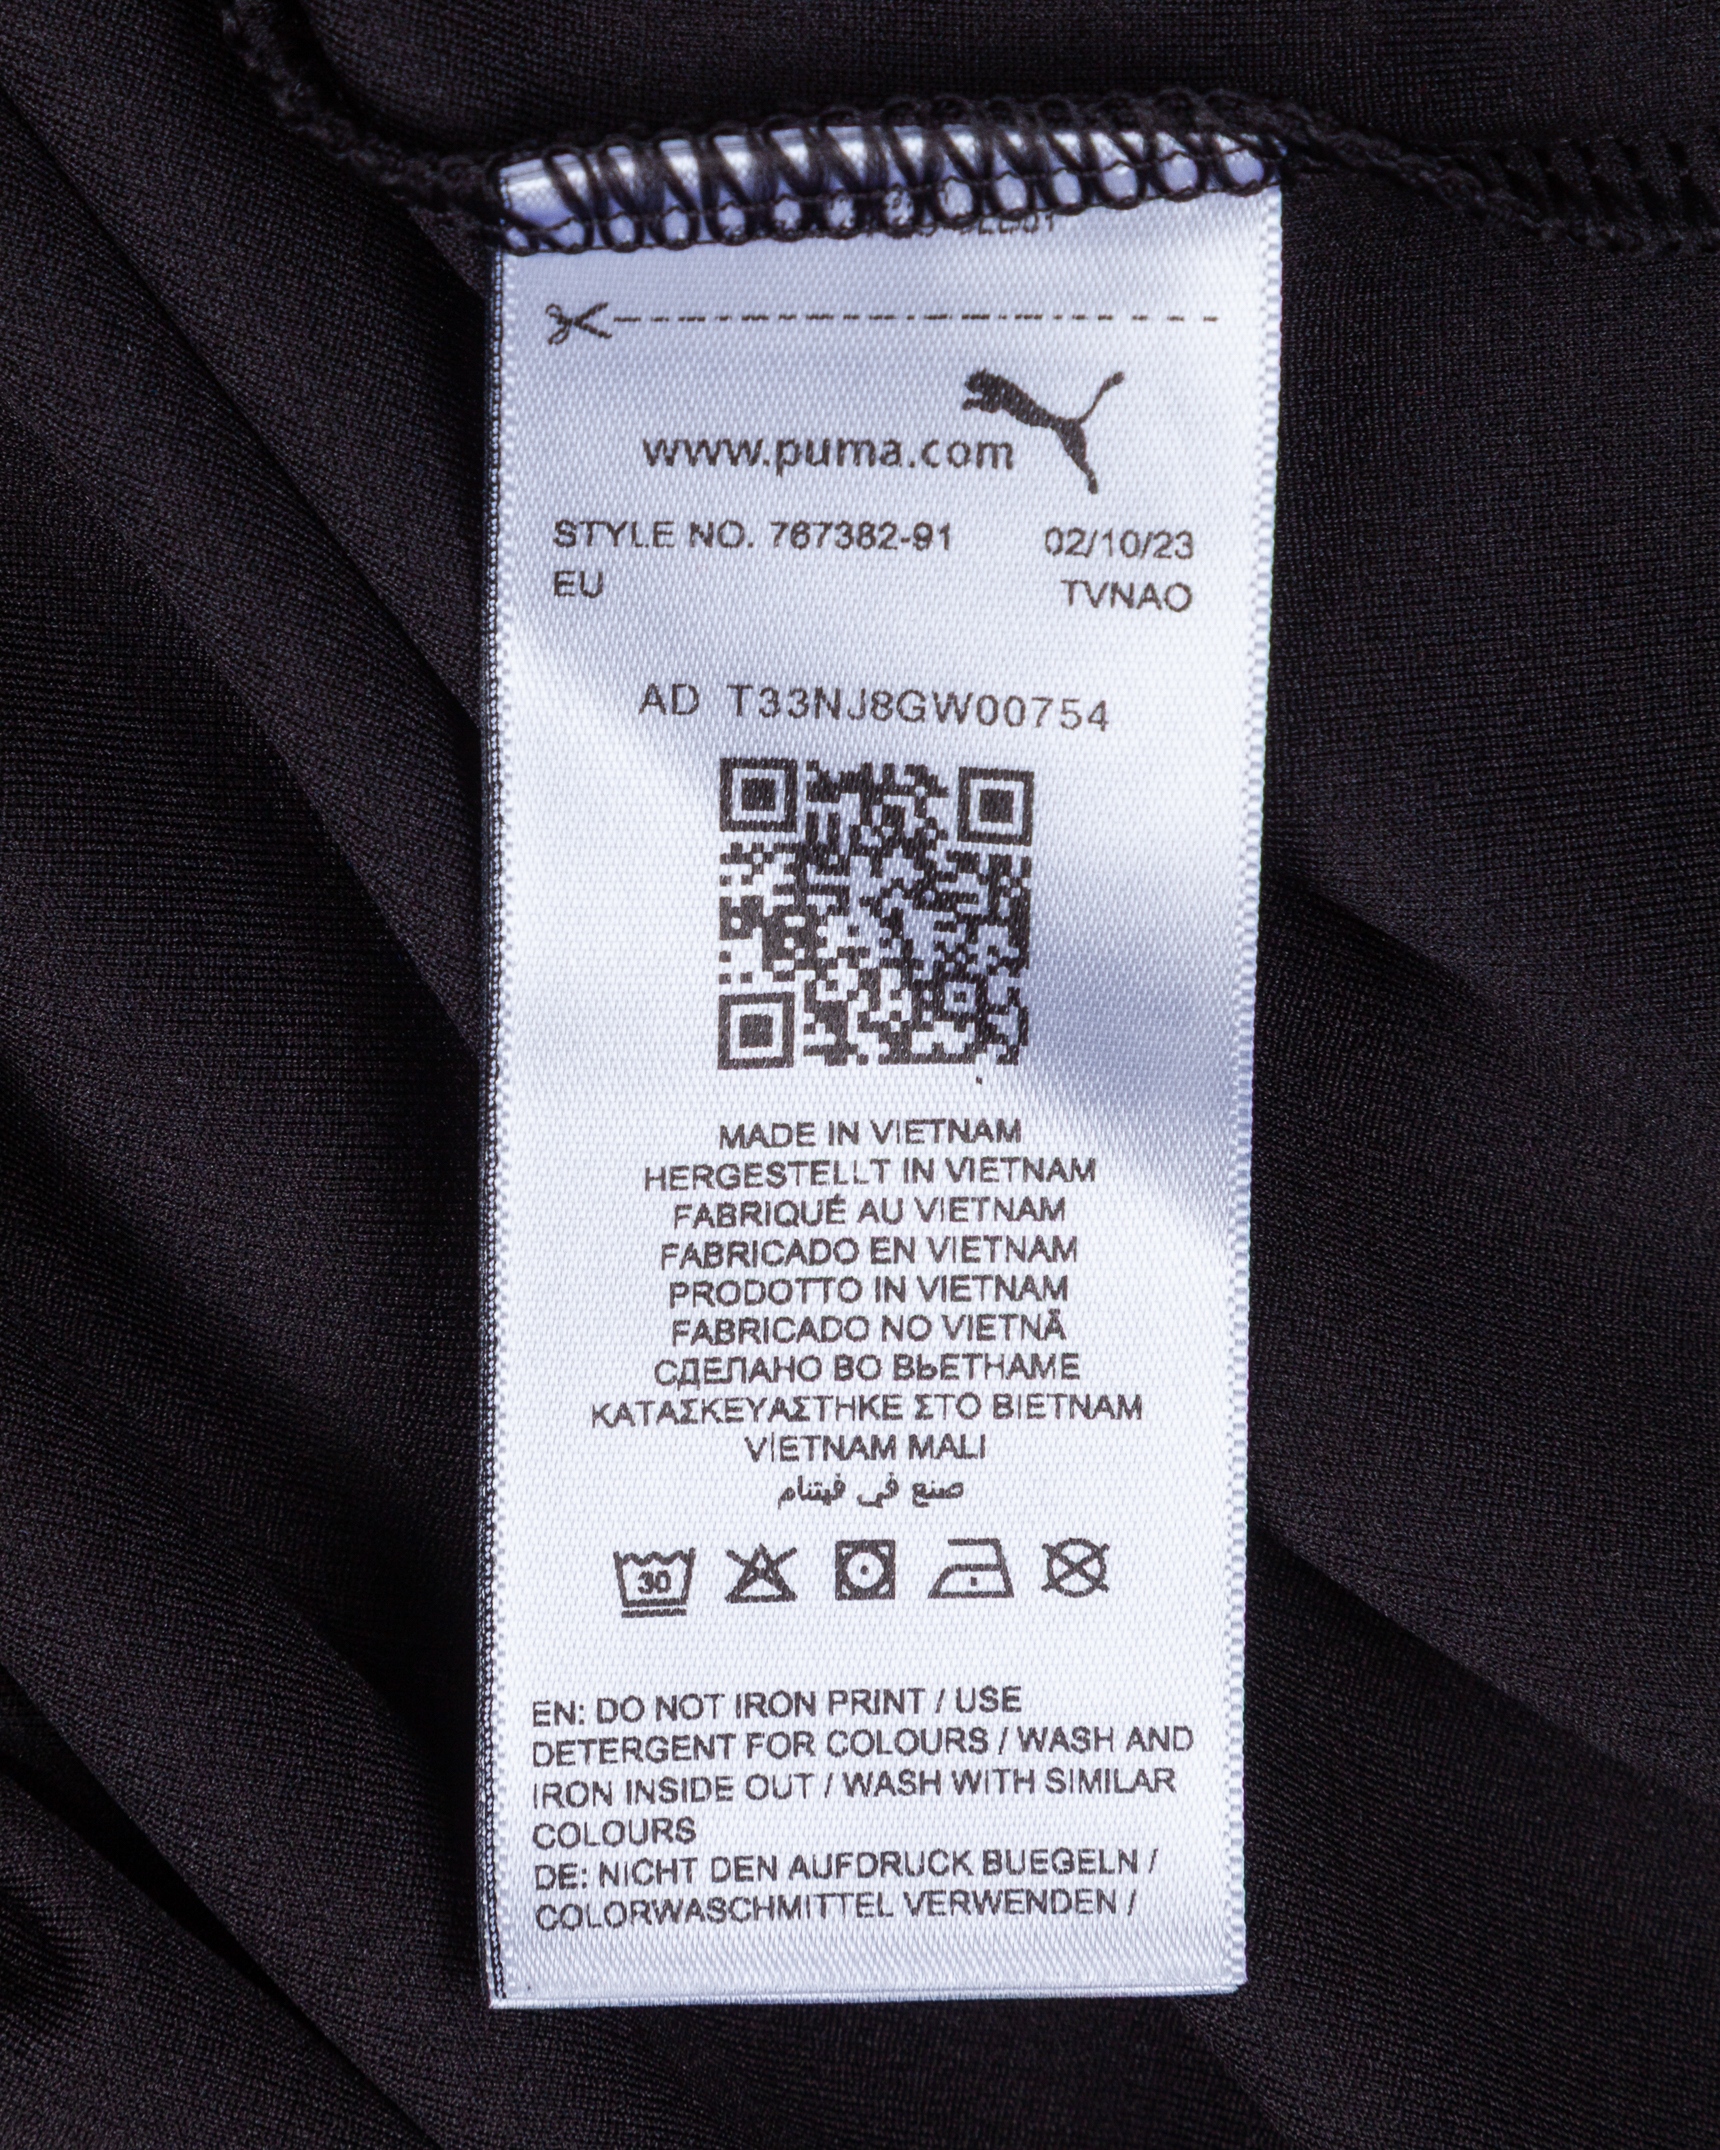 www.puma.com
STYLE NO. 767382-91 02/10/23
EU TVNAO
AD T33NJ8GW00754
MADE IN VIETNAM
HERGESTELLT IN VIETNAM
FABRIQUÉ AU VIETNAM
FABRICADO EN VIETNAM
PRODOTTO IN VIETNAM
FABRICADO NO VIETNÃ
СДЕЛАНО ВО ВЬЕТНАМЕ
ΚΑΤΑΣΚΕΥΑΣΤΗΚΕ ΣΤΟ ΒΙΕΤΝΑΜ
VIETNAM MALI
صنع في فيتنام
30
EN: DO NOT IRON PRINT / USE
DETERGENT FOR COLOURS / WASH AND
IRON INSIDE OUT / WASH WITH SIMILAR
COLOURS
DE: NICHT DEN AUFDRUCK BUEGELN /
COLORWASCHMITTEL VERWENDEN /